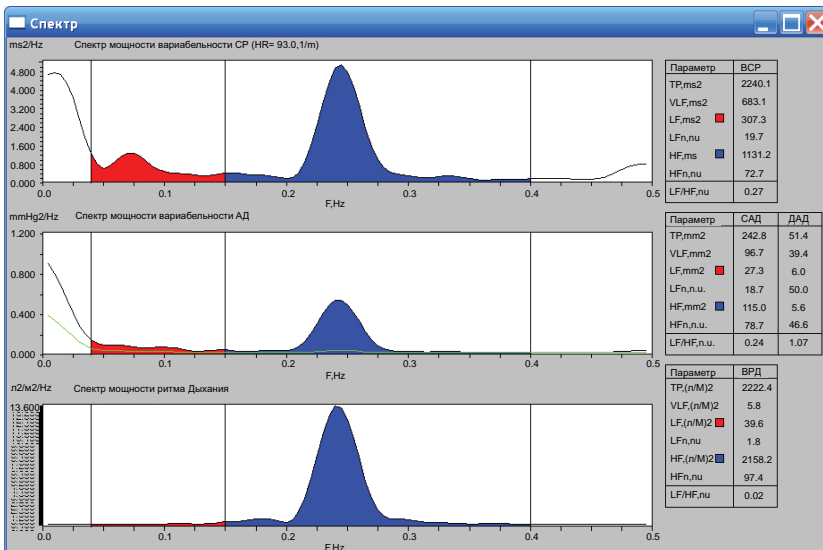 Спектр
ms2/Hz Спектр мощности вариабельности СР (HR= 93.0,1/m)
4.800
4.000
3.200
2.400
1.600
0.800
0.000
0.0 0.1 0.2 0.3 0.4 0.5
F,Hz
Параметр ВСР
TP,ms2 2240.1
VLF,ms2 683.1
LF,ms2 307.3
LFn,nu 19.7
HF,ms 1131.2
HFn,nu 72.7
LF/HF,nu 0.27
mmHg2/Hz Спектр мощности вариабельности АД
1.200
0.800
0.400
0.000
0.0 0.1 0.2 0.3 0.4 0.5
F,Hz
Параметр САД ДАД
TP,mm2 242.8 51.4
VLF,mm2 96.7 39.4
LF,mm2 27.3 6.0
LFn,n.u. 18.7 50.0
HF,mm2 115.0 5.6
HFn,n.u. 78.7 46.6
LF/HF,n.u. 0.24 1.07
л2/м2/Hz Спектр мощности ритма Дыхания
13.600
0.0 0.1 0.2 0.3 0.4 0.5
F,Hz
Параметр ВРД
TP,(л/М)2 2222.4
VLF,(л/М)2 5.8
LF,(л/М)2 39.6
LFn,nu 1.8
HF,(л/М)2 2158.2
HFn,nu 97.4
LF/HF,nu 0.02